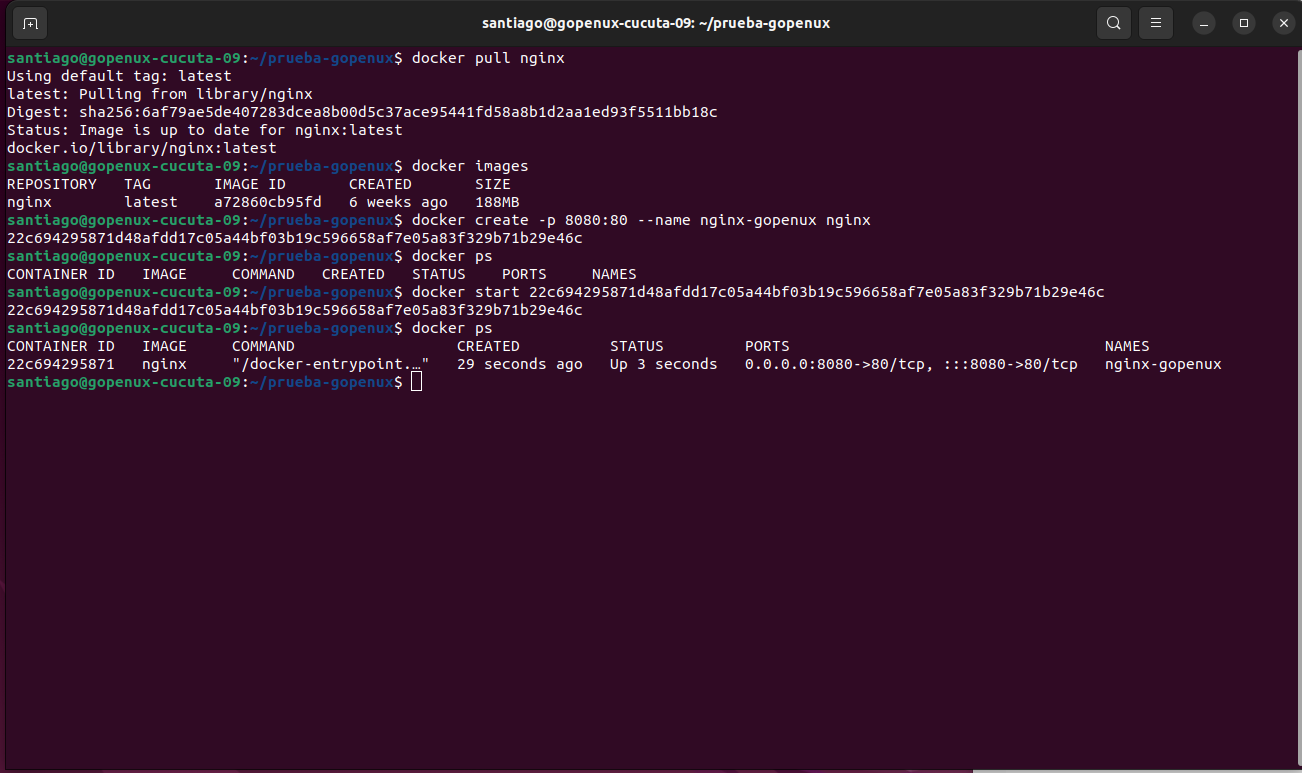 santiago@gopenux-cucuta-09: ~/prueba-gopenux
santiago@gopenux-cucuta-09:~/prueba-gopenux$ docker pull nginx
Using default tag: latest
latest: Pulling from library/nginx
Digest: sha256:6af79ae5de407283dcea8b00d5c37ace95441fd58a8b1d2aa1ed93f5511bb18c
Status: Image is up to date for nginx:latest
docker.io/library/nginx:latest
santiago@gopenux-cucuta-09:~/prueba-gopenux$ docker images
REPOSITORY   TAG       IMAGE ID       CREATED       SIZE
nginx        latest    a72860cb95fd   6 weeks ago   188MB
santiago@gopenux-cucuta-09:~/prueba-gopenux$ docker create -p 8080:80 --name nginx-gopenux nginx
22c694295871d48afdd17c05a44bf03b19c596658af7e05a83f329b71b29e46c
santiago@gopenux-cucuta-09:~/prueba-gopenux$ docker ps
CONTAINER ID   IMAGE     COMMAND   CREATED   STATUS    PORTS     NAMES
santiago@gopenux-cucuta-09:~/prueba-gopenux$ docker start 22c694295871d48afdd17c05a44bf03b19c596658af7e05a83f329b71b29e46c
22c694295871d48afdd17c05a44bf03b19c596658af7e05a83f329b71b29e46c
santiago@gopenux-cucuta-09:~/prueba-gopenux$ docker ps
CONTAINER ID   IMAGE     COMMAND                  CREATED          STATUS         PORTS                                   NAMES
22c694295871   nginx     "/docker-entrypoint.…"   29 seconds ago   Up 3 seconds   0.0.0.0:8080->80/tcp, :::8080->80/tcp   nginx-gopenux
santiago@gopenux-cucuta-09:~/prueba-gopenux$